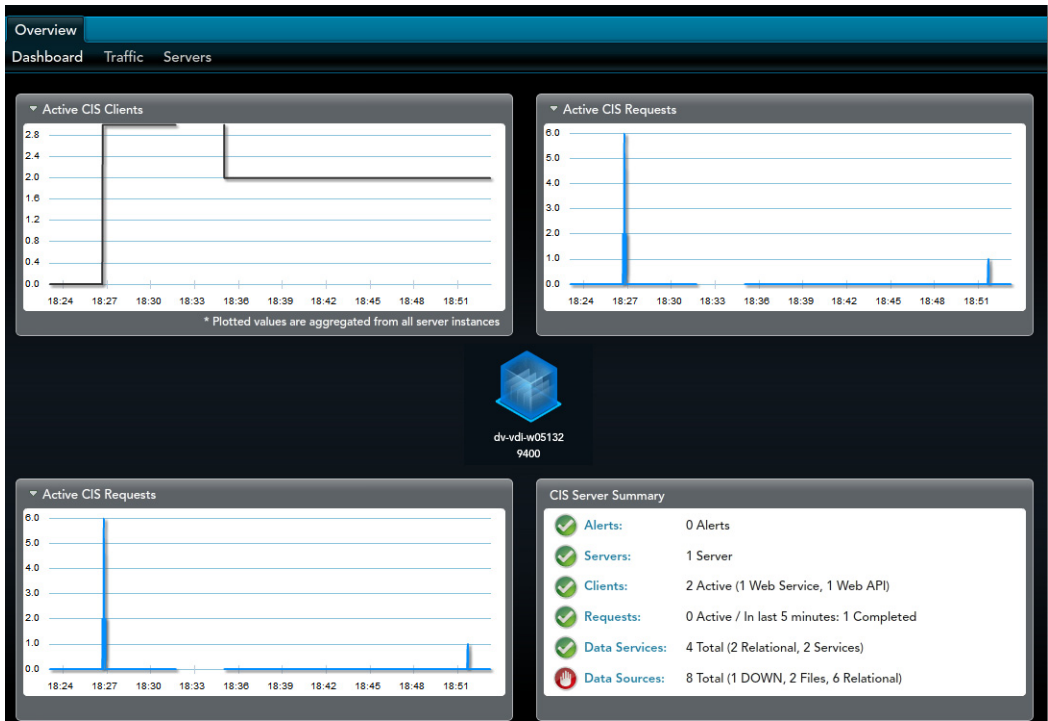 Overview
Dashboard Traffic Servers
Active CIS Clients
2.8
2.4
2.0
1.6
1.2
0.8
0.4
0.0
18:24 18:27 18:30 18:33 18:36 18:39 18:42 18:45 18:48 18:51
* Plotted values are aggregated from all server instances
Active CIS Requests
6.0
5.0
4.0
3.0
2.0
1.0
0.0
18:24 18:27 18:30 18:33 18:36 18:39 18:42 18:45 18:48 18:51
dv-vdi-w05132
9400
Active CIS Requests
6.0
5.0
4.0
3.0
2.0
1.0
0.0
18:24 18:27 18:30 18:33 18:36 18:39 18:42 18:45 18:48 18:51
CIS Server Summary
Alerts: 0 Alerts
Servers: 1 Server
Clients: 2 Active (1 Web Service, 1 Web API)
Requests: 0 Active / In last 5 minutes: 1 Completed
Data Services: 4 Total (2 Relational, 2 Services)
Data Sources: 8 Total (1 DOWN, 2 Files, 6 Relational)